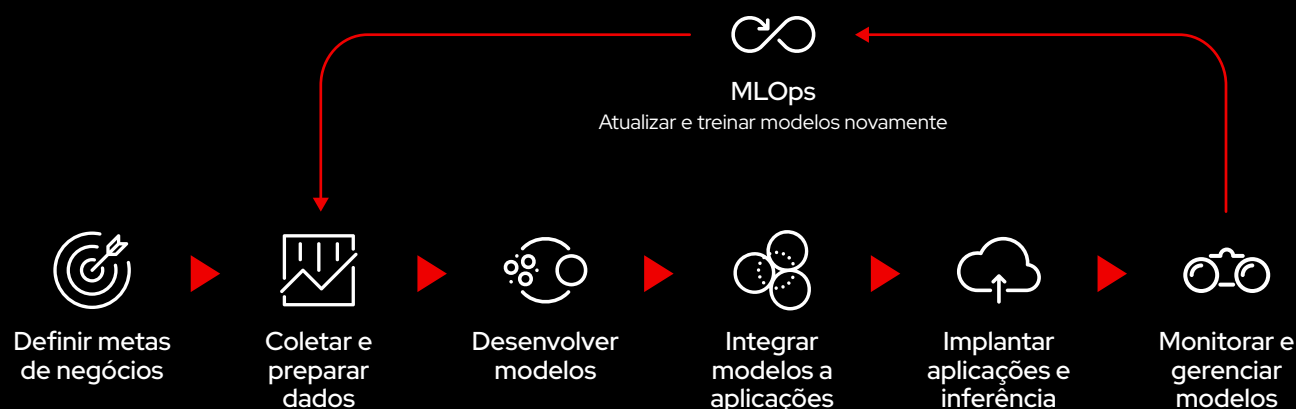 MLOps
Atualizar e treinar modelos novamente
Definir metas
de negócios
Coletar e
preparar
dados
Desenvolver
modelos
Integrar
modelos a
aplicações
Implantar
aplicações e
inferência
Monitorar e
gerenciar
modelos